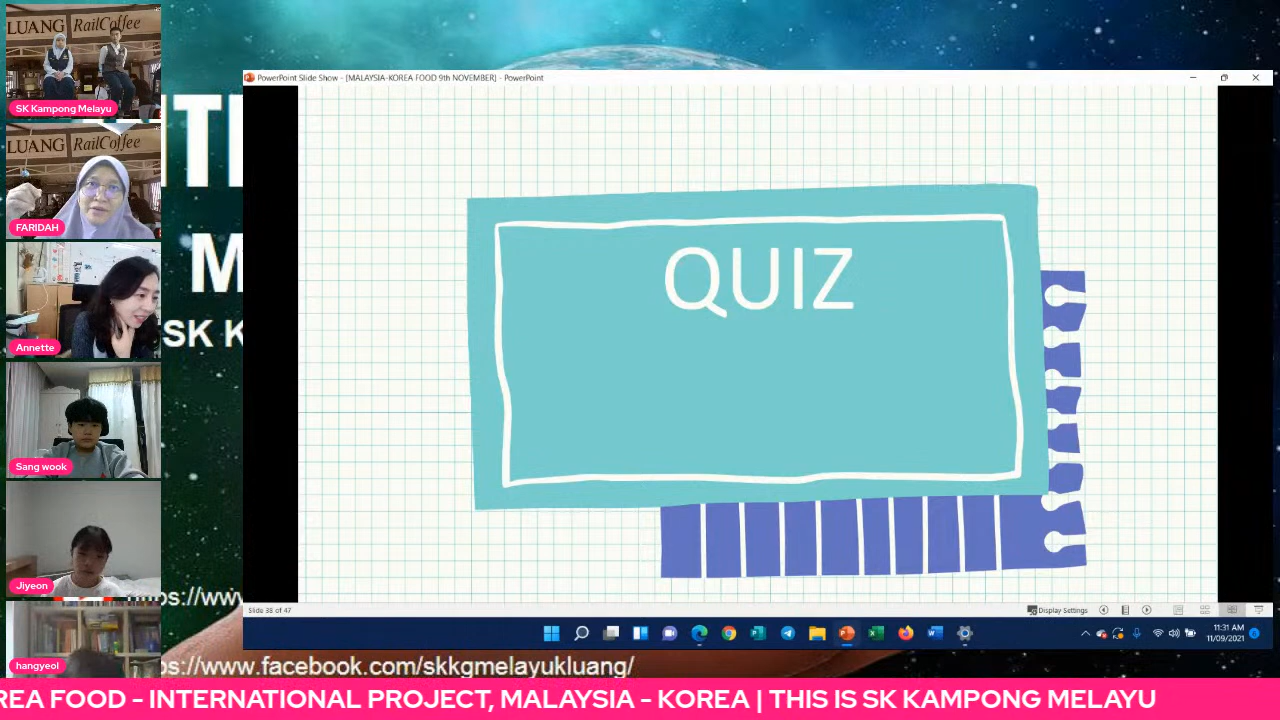 LUANG RailCoffee
SK Kampong Melayu
LUANG RailCoffee
FARIDAH
Annette
Sang wook
Jiyeon
hangyeol
M
SK K
PowerPoint Slide Show - [MALAYSIA-KOREA FOOD 9th NOVEMBER] - PowerPoint
QUIZ
Slide 38 of 47
Display Settings
11:31 AM
11/09/2021
https://www.facebook.com/skkgmelayukluang/
REA FOOD - INTERNATIONAL PROJECT, MALAYSIA - KOREA | THIS IS SK KAMPONG MELAYU